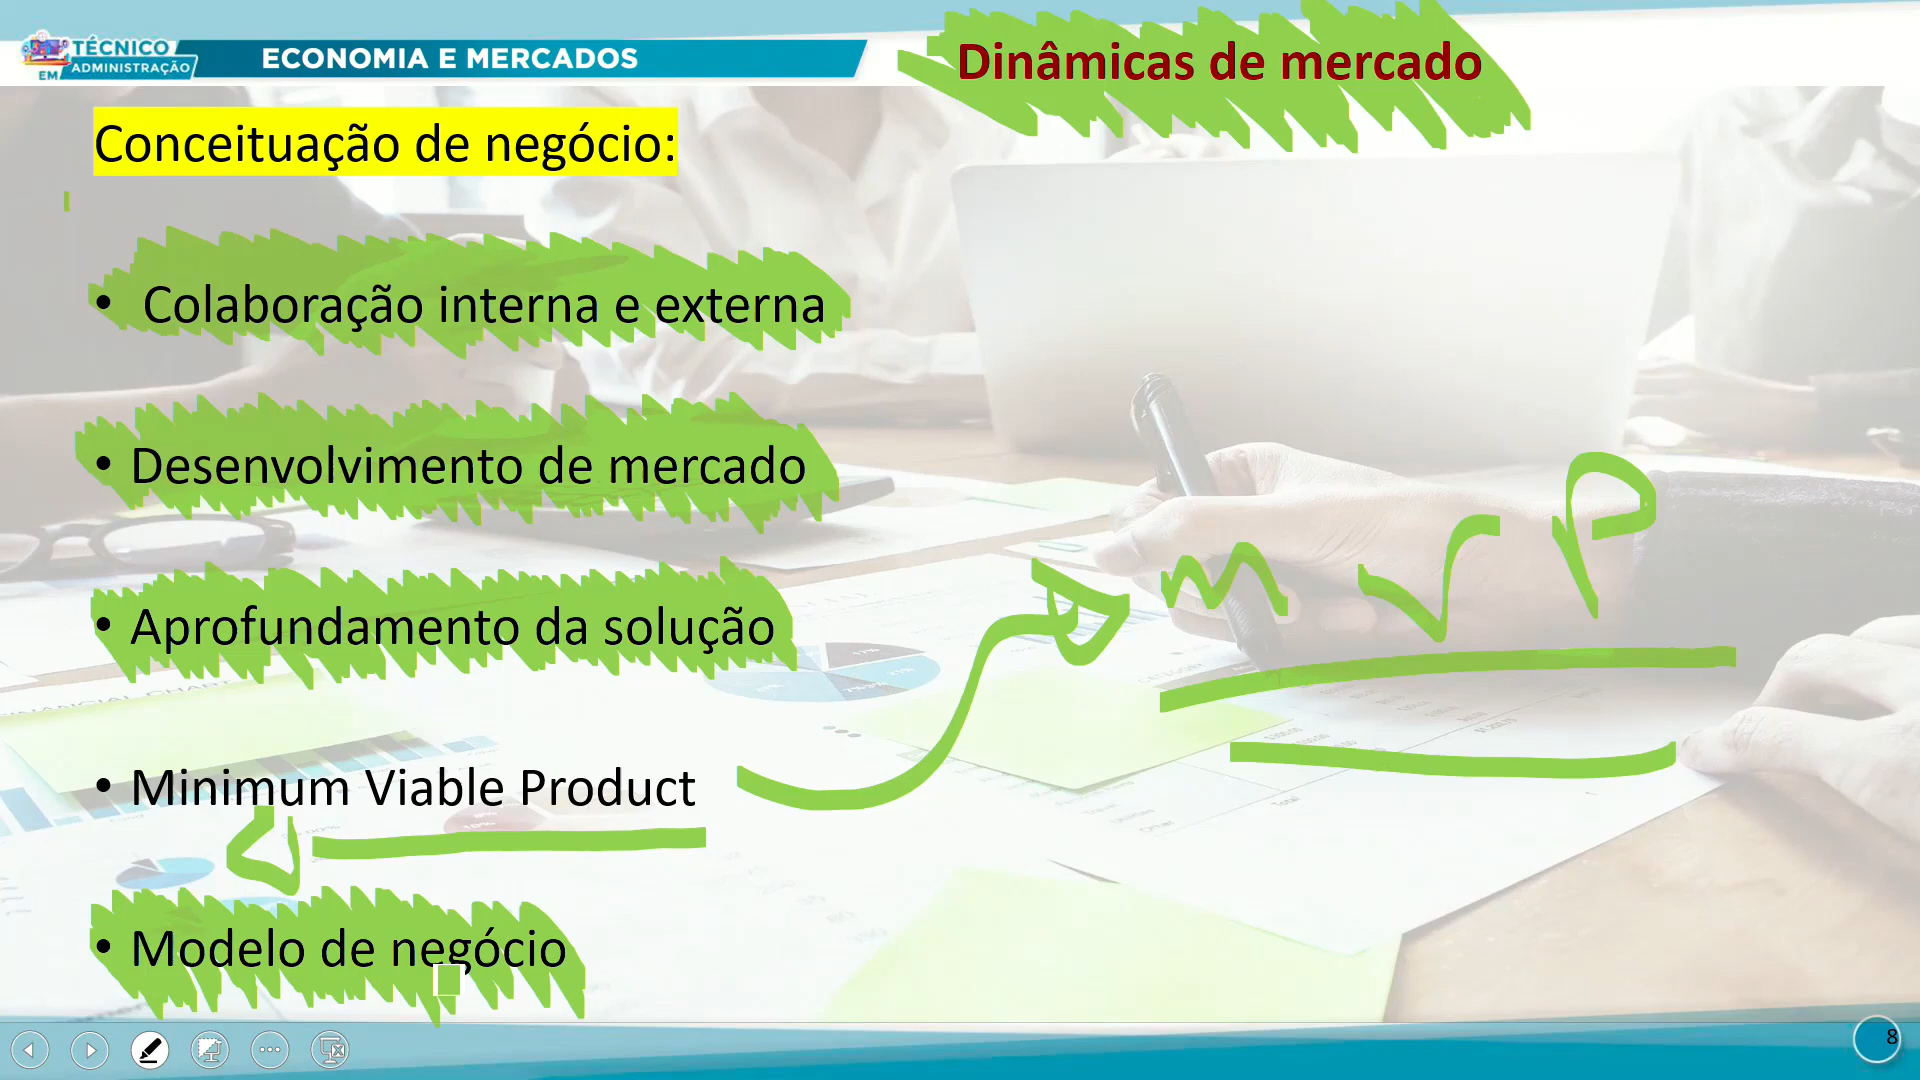 TÉCNICO
EM ADMINISTRAÇÃO
ECONOMIA E MERCADOS
Dinâmicas de mercado
Conceituação de negócio:
• Colaboração interna e externa
• Desenvolvimento de mercado
• Aprofundamento da solução
m v P
• Minimum Viable Product
• Modelo de negócio
8